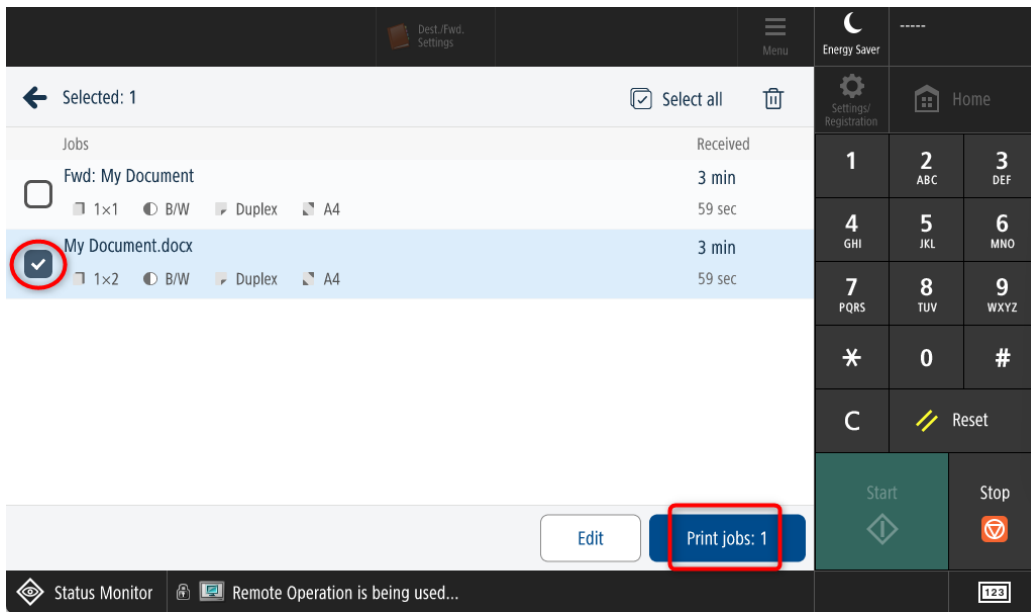 Dest./Fwd.
Settings
Menu
Energy Saver
-----
Selected: 1
Select all
Settings/
Registration
Home
Jobs
Received
Fwd: My Document
3 min
1×1
B/W
Duplex
A4
59 sec
My Document.docx
3 min
1×2
B/W
Duplex
A4
59 sec
1
2
ABC
3
DEF
4
GHI
5
JKL
6
MNO
7
PQRS
8
TUV
9
WXYZ
*
0
#
C
Reset
Edit
Print jobs: 1
Start
Stop
Status Monitor
Remote Operation is being used...
123